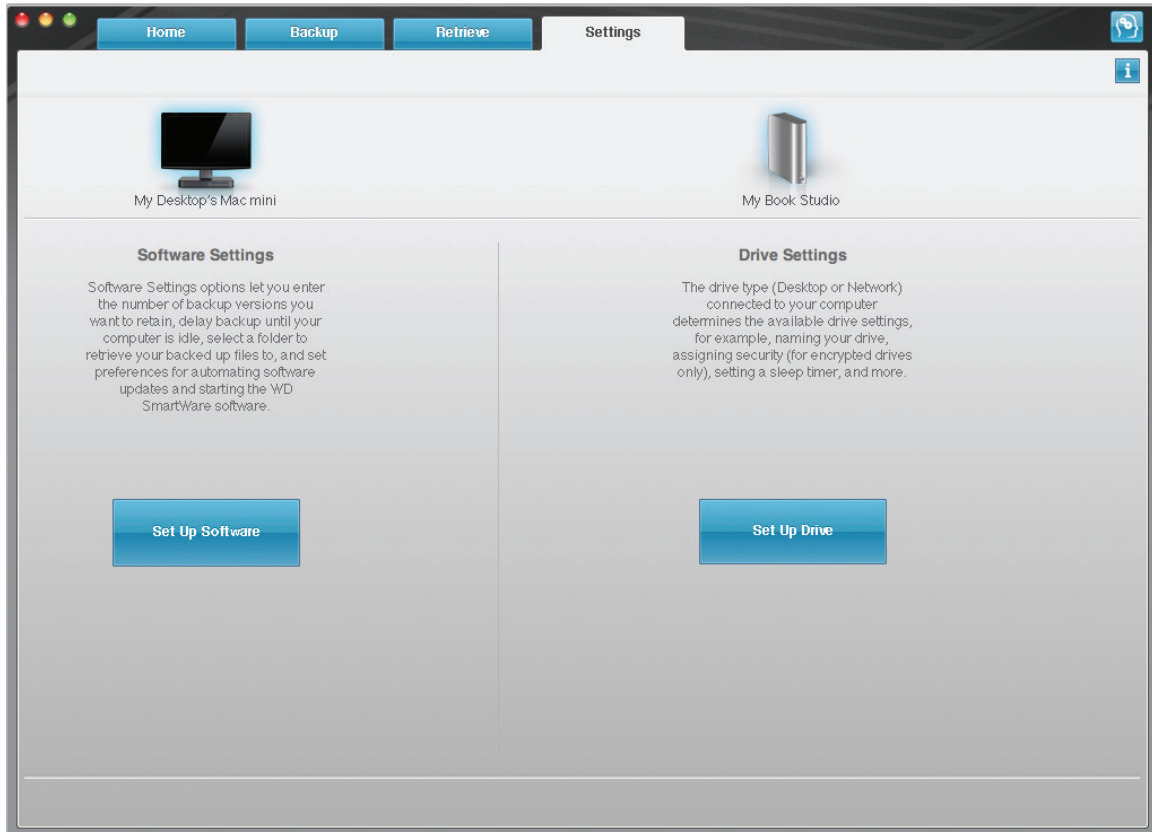 Home
Backup
Retrieve
Settings
i
My Desktop's Mac mini
My Book Studio
Software Settings
Software Settings options let you enter
the number of backup versions you
want to retain, delay backup until your
computer is idle, select a folder to
retrieve your backed up files to, and set
preferences for automating software
updates and starting the WD
SmartWare software.
Set Up Software
Drive Settings
The drive type (Desktop or Network)
connected to your computer
determines the available drive settings,
for example, naming your drive,
assigning security (for encrypted drives
only), setting a sleep timer, and more.
Set Up Drive